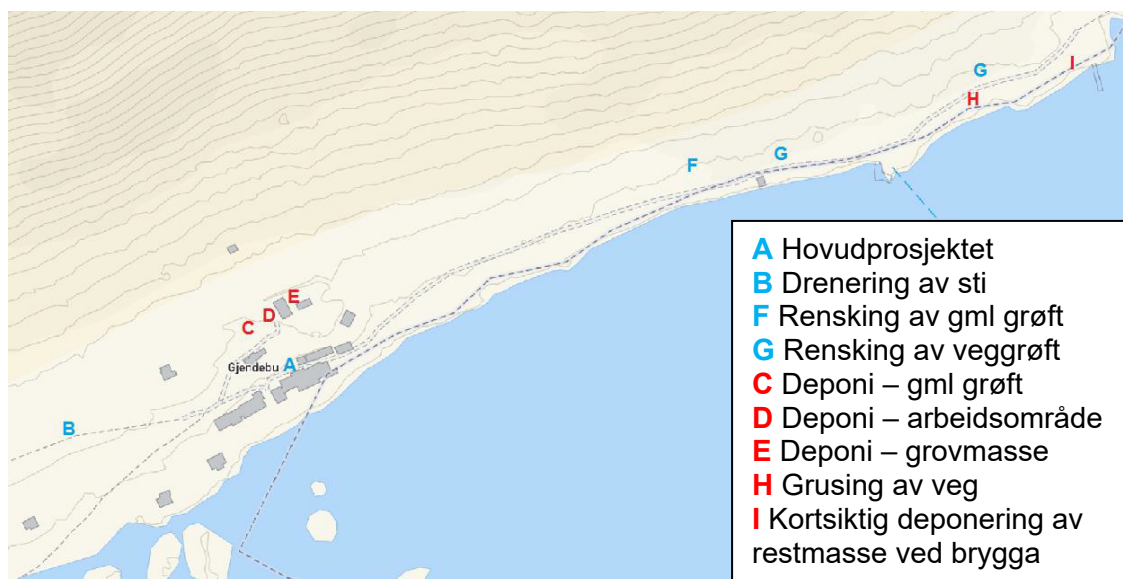 G
I
H
G
F
E
D
C
Gjendebu A
B
A Hovudprosjektet
B Drenering av sti
F Rensking av gml grøft
G Rensking av veggrøft
C Deponi – gml grøft
D Deponi – arbeidsområde
E Deponi – grovmasse
H Grusing av veg
I Kortsiktig deponering av
restmasse ved brygga